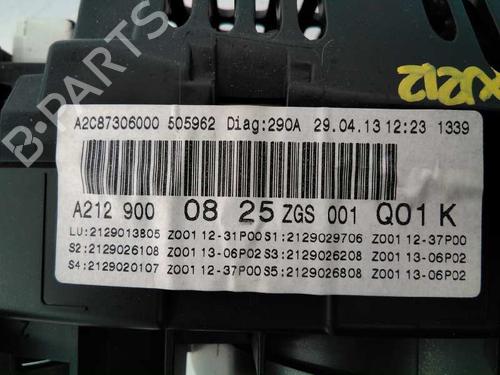 A2C87306000 505962 Diag:290A 29.04.13 12:23 1339
A212 900 08 25 ZGS 001 Q01 K
LU:2129013805 Z001 12-31P00 S1:2129029706 Z001 12-37P00
S2:2129026108 Z001 13-06P02 S3:2129026208 Z001 13-06P02
S4:2129020107 Z001 12-37P00 S5:2129026808 Z001 13-06P02
B-PARTS